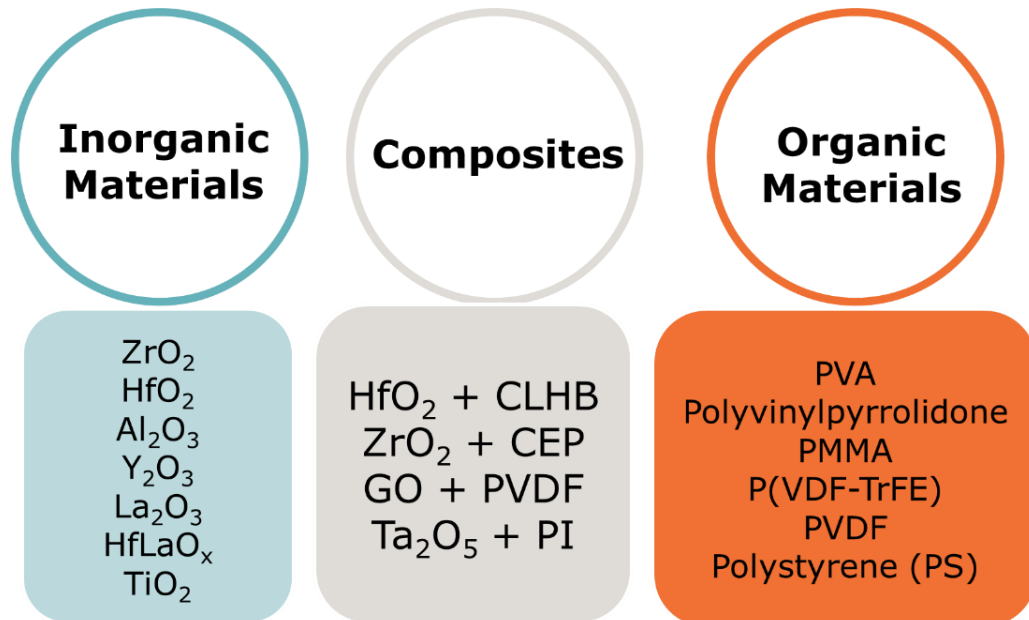 Inorganic
Materials
ZrO₂
HfO₂
Al₂O₃
Y₂O₃
La₂O₃
HfLaOₓ
TiO₂
Composites
HfO₂ + CLHB
ZrO₂ + CEP
GO + PVDF
Ta₂O₅ + PI
Organic
Materials
PVA
Polyvinylpyrrolidone
PMMA
P(VDF-TrFE)
PVDF
Polystyrene (PS)